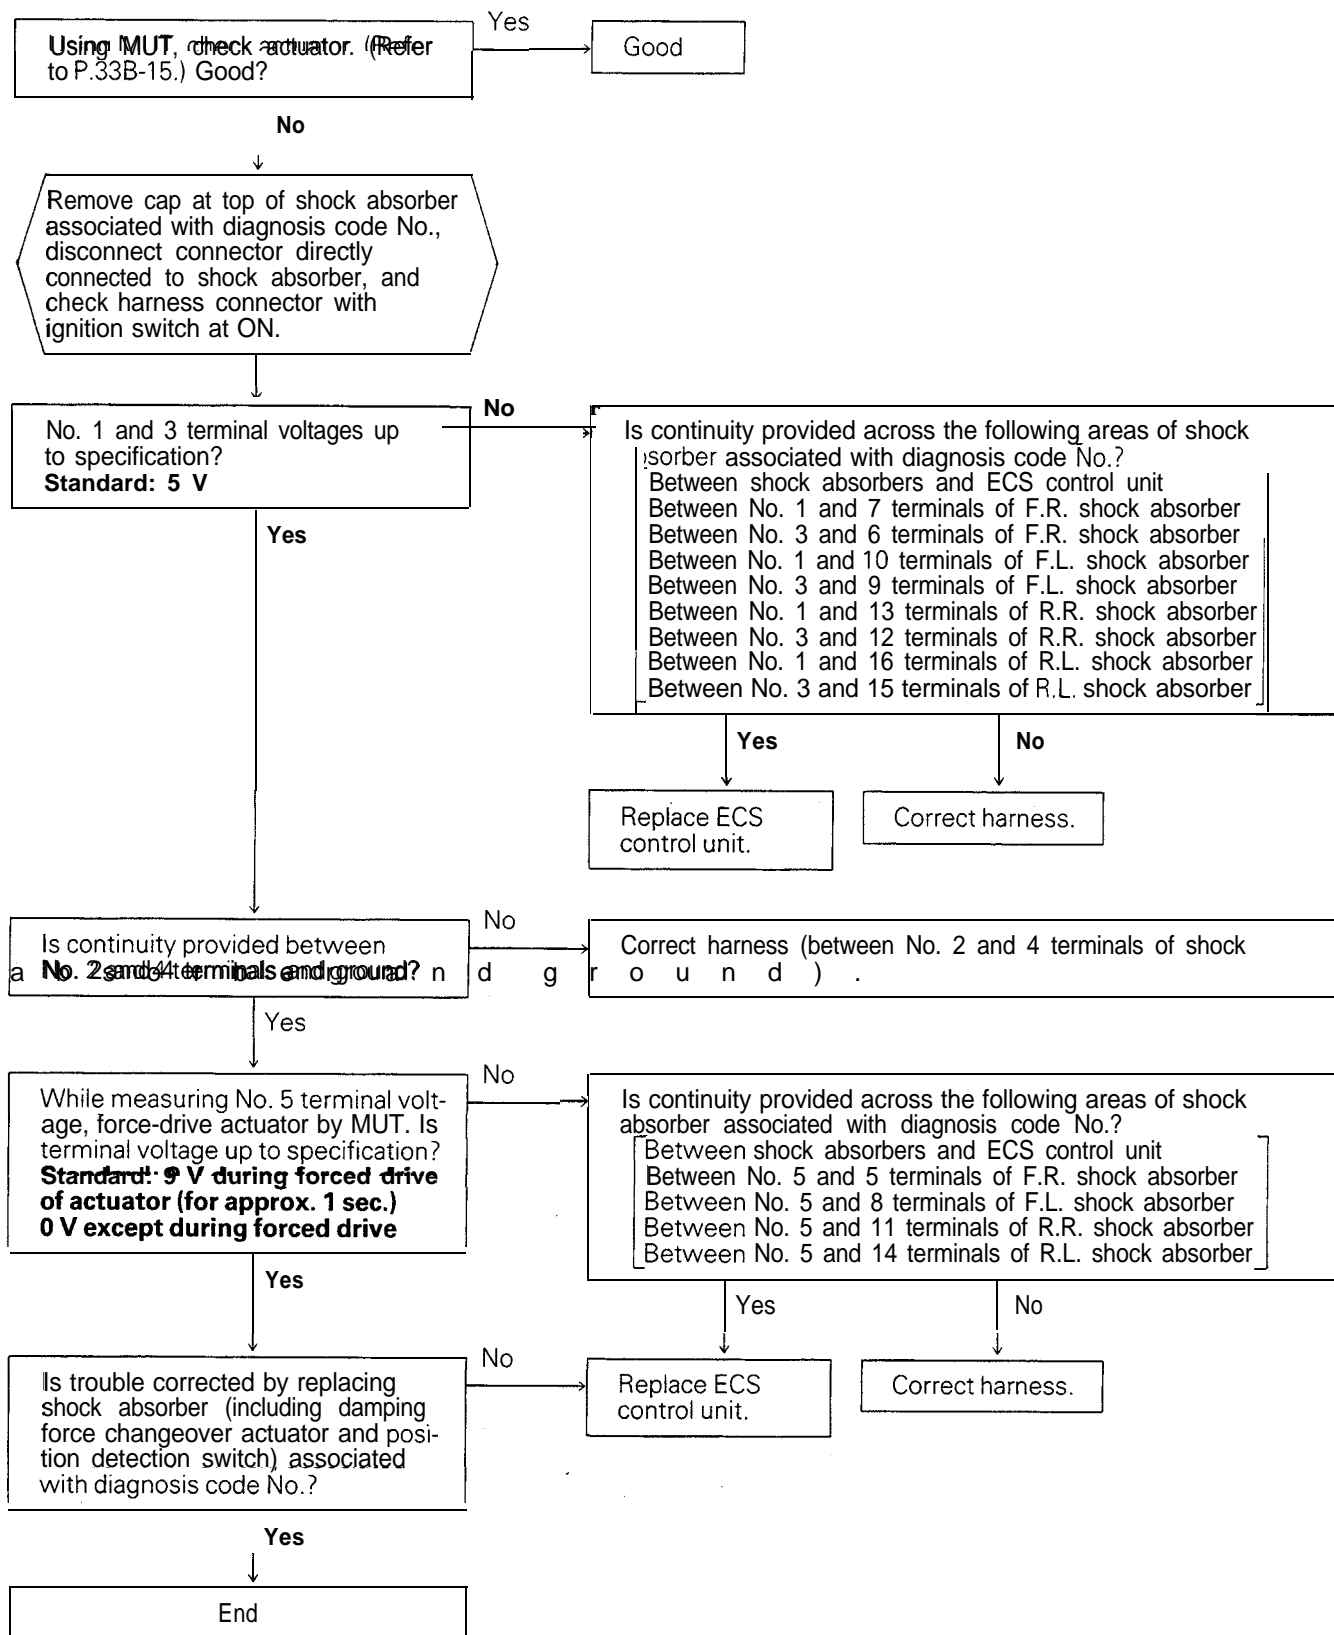 Using MUT, check actuator. (Refer
to P.33B-15.) Good?
Yes
Good
No
Remove cap at top of shock absorber
associated with diagnosis code No.,
disconnect connector directly
connected to shock absorber, and
check harness connector with
ignition switch at ON.
No. 1 and 3 terminal voltages up
to specification?
Standard: 5 V
No
Is continuity provided across the following areas of shock
sorber associated with diagnosis code No.?
Between shock absorbers and ECS control unit
Between No. 1 and 7 terminals of F.R. shock absorber
Between No. 3 and 6 terminals of F.R. shock absorber
Between No. 1 and 10 terminals of F.L. shock absorber
Between No. 3 and 9 terminals of F.L. shock absorber
Between No. 1 and 13 terminals of R.R. shock absorber
Between No. 3 and 12 terminals of R.R. shock absorber
Between No. 1 and 16 terminals of R.L. shock absorber
Between No. 3 and 15 terminals of R.L. shock absorber
Yes
Yes
No
Replace ECS
control unit.
Correct harness.
Is continuity provided between
No. 2 and 4 terminals and ground?
No
Correct harness (between No. 2 and 4 terminals of shock
ground).
Yes
While measuring No. 5 terminal volt-
age, force-drive actuator by MUT. Is
terminal voltage up to specification?
Standard: 9 V during forced drive
of actuator (for approx. 1 sec.)
0 V except during forced drive
No
Is continuity provided across the following areas of shock
absorber associated with diagnosis code No.?
Between shock absorbers and ECS control unit
Between No. 5 and 5 terminals of F.R. shock absorber
Between No. 5 and 8 terminals of F.L. shock absorber
Between No. 5 and 11 terminals of R.R. shock absorber
Between No. 5 and 14 terminals of R.L. shock absorber
Yes
Yes
No
Is trouble corrected by replacing
shock absorber (including damping
force changeover actuator and posi-
tion detection switch) associated
with diagnosis code No.?
No
Replace ECS
control unit.
Correct harness.
Yes
End